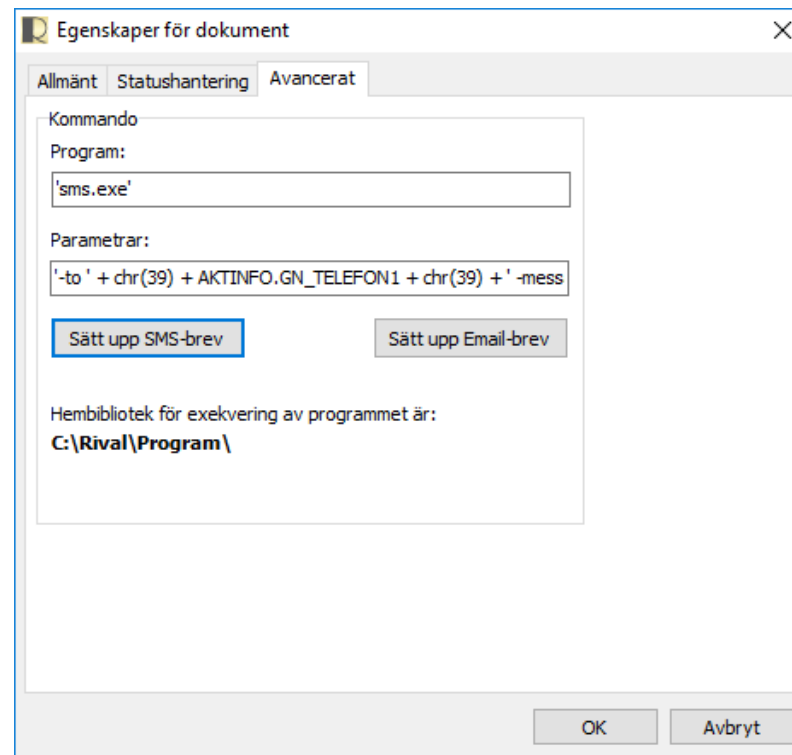 Egenskaper för dokument
Allmänt Statushantering Avancerat
Kommando
Program:
'sms.exe'
Parametrar:
'-to ' + chr(39) + AKTINFO.GN_TELEFON1 + chr(39) + ' -mess
Sätt upp SMS-brev Sätt upp Email-brev
Hembibliotek för exekvering av programmet är:
C:\Rival\Program\
OK Avbryt